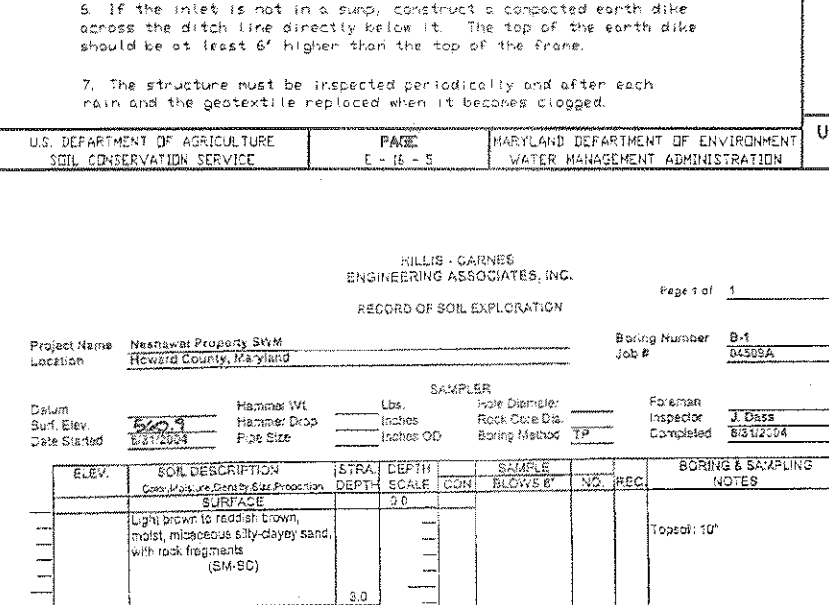 6. If the inlet is not in a sump, construct a compacted earth dike
across the ditch line directly below it. The top of the earth dike
should be at least 6" higher than the top of the frame.
7. The structure must be inspected periodically and after each
rain and the geotextile replaced when it becomes clogged.
U.S. DEPARTMENT OF AGRICULTURE
SOIL CONSERVATION SERVICE
PAGE
E - 16 - 5
MARYLAND DEPARTMENT OF ENVIRONMENT
WATER MANAGEMENT ADMINISTRATION
U
HILLIS - CARNES
ENGINEERING ASSOCIATES, INC.
Page 1 of 1
RECORD OF SOIL EXPLORATION
Project Name Nesnawat Property SWM
Location Howard County, Maryland
Boring Number B-1
Job # 04509A
SAMPLER
Datum
Hammer Wt. Lbs.
Hole Diameter
Foreman
Surf. Elev. 560.9
Hammer Drop Inches
Rock Core Dia.
Inspector J. Dass
Date Started 8/31/2004
Pipe Size Inches OD
Boring Method TP
Completed 8/31/2004
ELEV. SOIL DESCRIPTION STRA. DEPTH SAMPLE BORING & SAMPLING
Color, Moisture, Density, Size, Proportion DEPTH SCALE CON BLOWS 6" NO. REC. NOTES
SURFACE 0.0
Light brown to reddish brown,
moist, micaceous silty-clayey sand,
with rock fragments
(SM-SC)
Topsoil: 10"
3.0